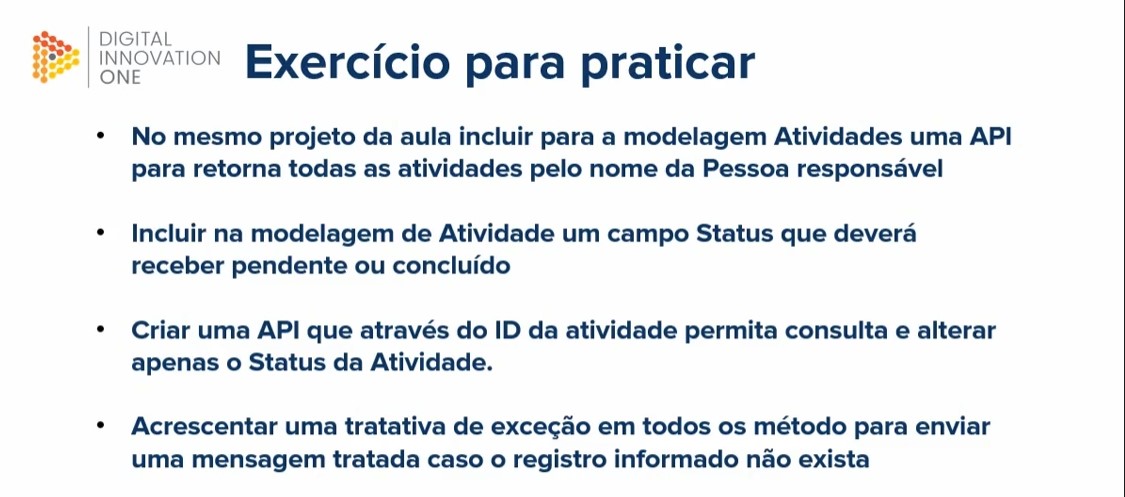 DIGITAL
INNOVATION
ONE
Exercício para praticar
• No mesmo projeto da aula incluir para a modelagem Atividades uma API
para retorna todas as atividades pelo nome da Pessoa responsável
• Incluir na modelagem de Atividade um campo Status que deverá
receber pendente ou concluído
• Criar uma API que através do ID da atividade permita consulta e alterar
apenas o Status da Atividade.
• Acrescentar uma tratativa de exceção em todos os método para enviar
uma mensagem tratada caso o registro informado não exista